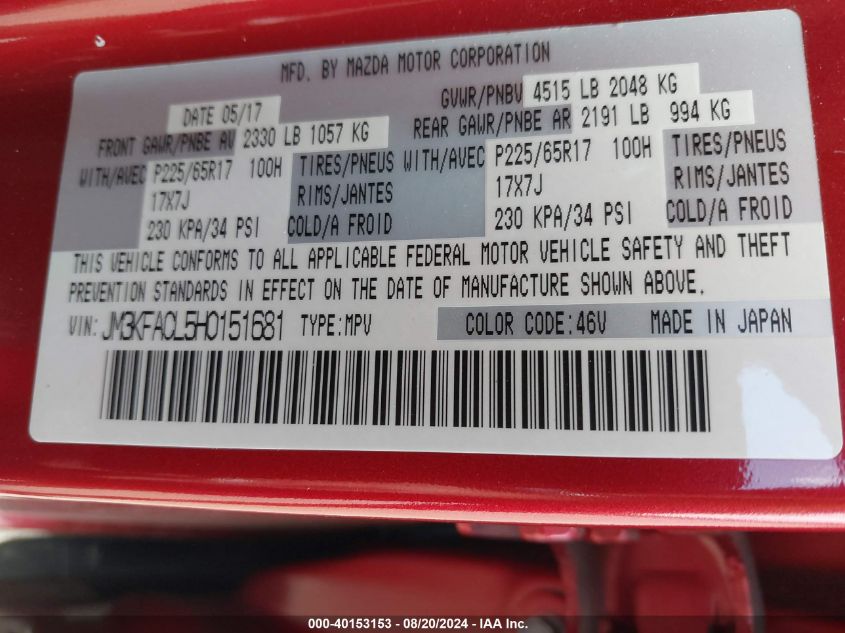 MFD. BY MAZDA MOTOR CORPORATION
DATE 05/17 GVWR/PNBV 4515 LB 2048 KG
FRONT GAWR/PNBE AV 2330 LB 1057 KG REAR GAWR/PNBE AR 2191 LB 994 KG
WITH/AVEC P225/65R17 100H TIRES/PNEUS WITH/AVEC P225/65R17 100H TIRES/PNEUS
17X7J RIMS/JANTES 17X7J RIMS/JANTES
230 KPA/34 PSI COLD/A FROID 230 KPA/34 PSI COLD/A FROID
THIS VEHICLE CONFORMS TO ALL APPLICABLE FEDERAL MOTOR VEHICLE SAFETY AND THEFT
PREVENTION STANDARDS IN EFFECT ON THE DATE OF MANUFACTURE SHOWN ABOVE.
VIN: JM3KFACL5H0151681 TYPE:MPV COLOR CODE:46V MADE IN JAPAN
000-40153153 - 08/20/2024 - IAA Inc.